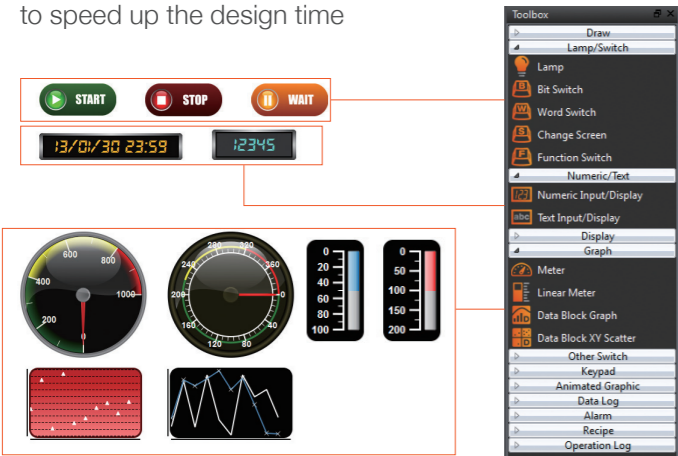 to speed up the design time
START
STOP
WAIT
13/01/30 23:59
12345
0
200
400
600
800
1000
0
40
80
120
160
200
240
280
320
360
0
20
40
60
80
100
0
50
100
150
200
Toolbox
Draw
Lamp/Switch
Lamp
B
Bit Switch
W
Word Switch
S
Change Screen
F
Function Switch
Numeric/Text
123
Numeric Input/Display
abc
Text Input/Display
Display
Graph
Meter
Linear Meter
Data Block Graph
Data Block XY Scatter
Other Switch
Keypad
Animated Graphic
Data Log
Alarm
Recipe
Operation Log